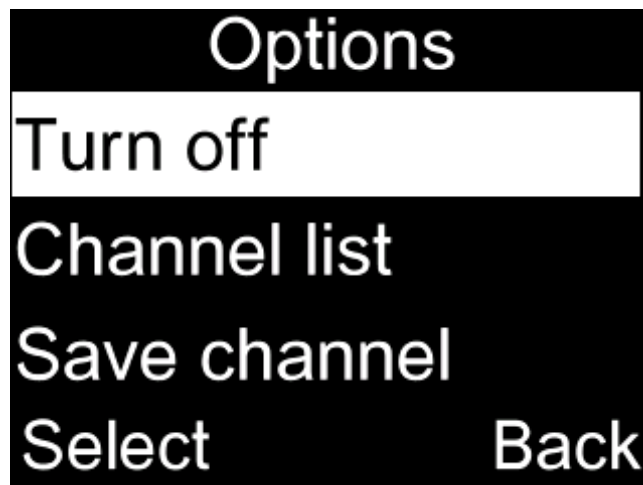 Options
Turn off
Channel list
Save channel
Select Back